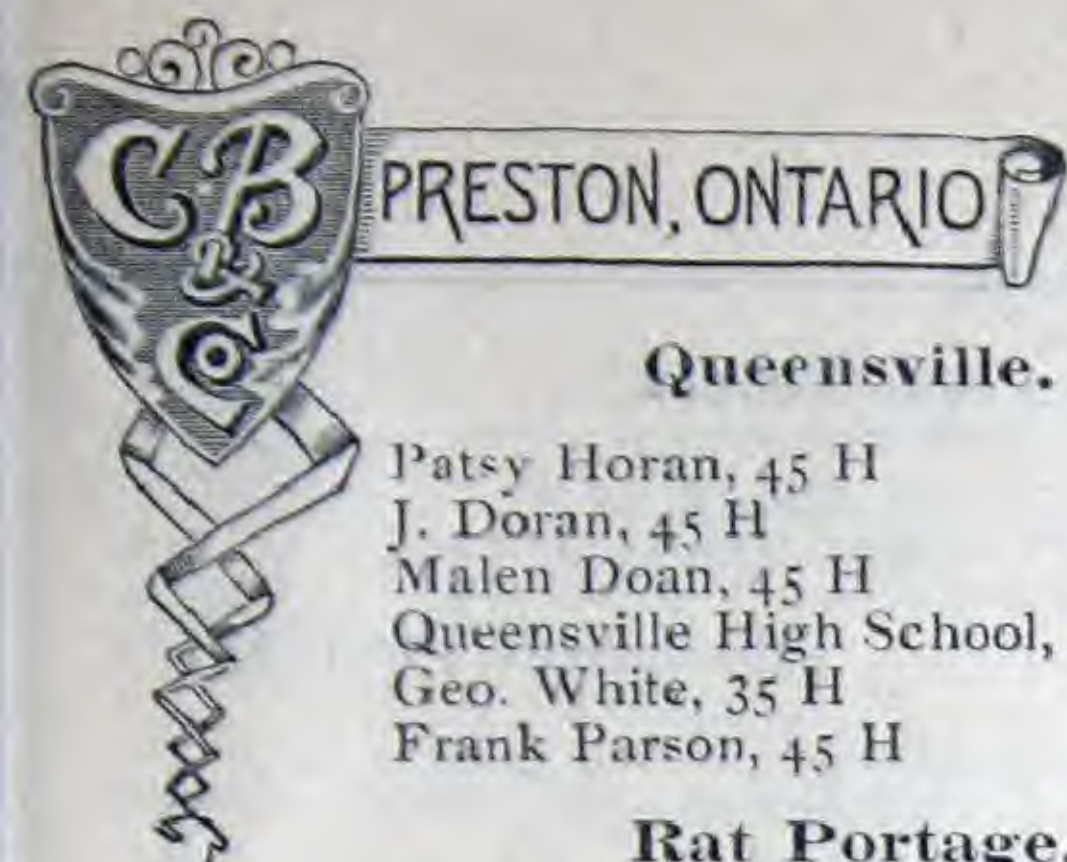 C.B
&
Co
PRESTON, ONTARIO
Queensville.
Patsy Horan, 45 H
J. Doran, 45 H
Malen Doan, 45 H
Queensville High School,
Geo. White, 35 H
Frank Parson, 45 H
Rat Portage.